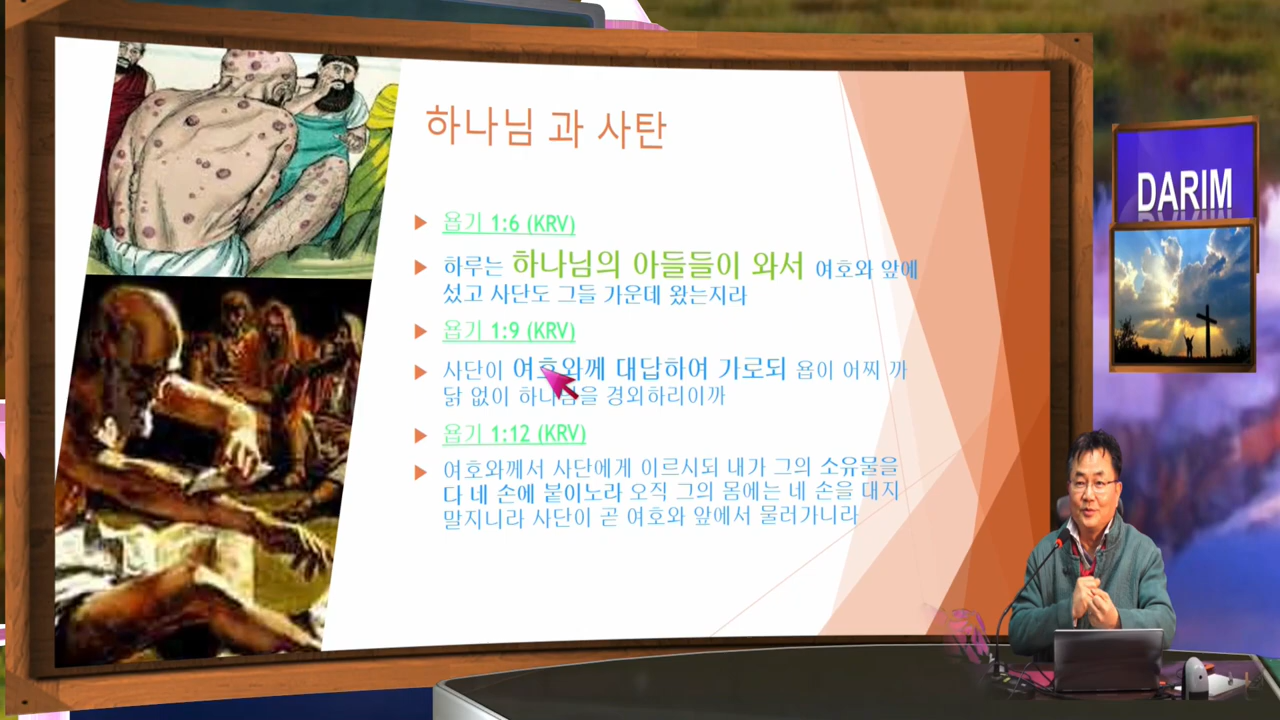 하나님 과 사탄
욥기 1:6 (KRV)
하루는 하나님의 아들들이 와서 여호와 앞에
섰고 사단도 그들 가운데 왔는지라
욥기 1:9 (KRV)
사단이 여호와께 대답하여 가로되 욥이 어찌 까
닭 없이 하나님을 경외하리이까
욥기 1:12 (KRV)
여호와께서 사단에게 이르시되 내가 그의 소유물을
다 네 손에 붙이노라 오직 그의 몸에는 네 손을 대지
말지니라 사단이 곧 여호와 앞에서 물러가니라
DARIM